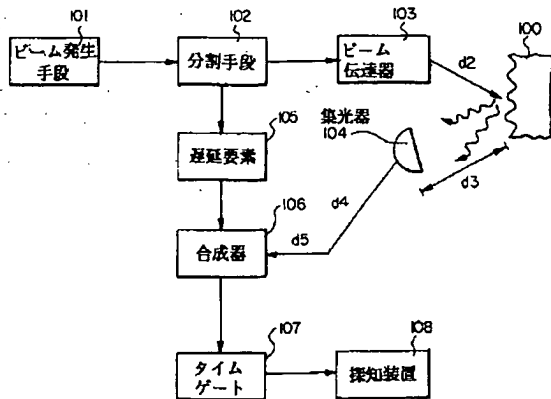 101
ビーム発生
手段
102
分割手段
103
ビーム
伝達器
d2
100
105
遅延要素
集光器
104
d3
d4
106
合成器
d5
107
タイム
ゲート
108
探知装置